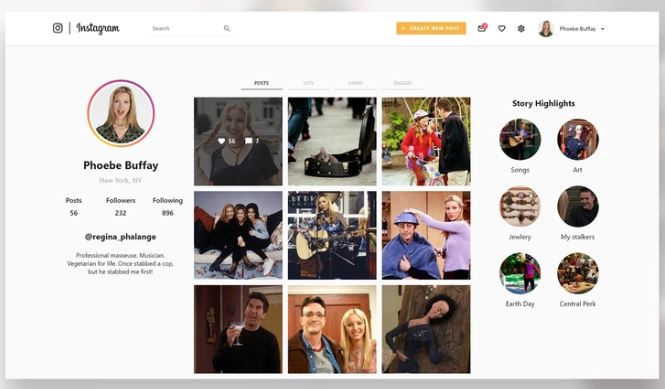 Instagram
Search
+ CREATE NEW POST
Phoebe Buffay
POSTS
IGTV
SAVED
TAGGED
Phoebe Buffay
New York, NY
Posts
Followers
Following
56
232
896
@regina_phalange
Professional masseuse. Musician.
Vegetarian for life. Once stabbed a cop,
but he stabbed me first!
56
7
Story Highlights
Songs
Art
Jewlery
My stalkers
Earth Day
Central Perk